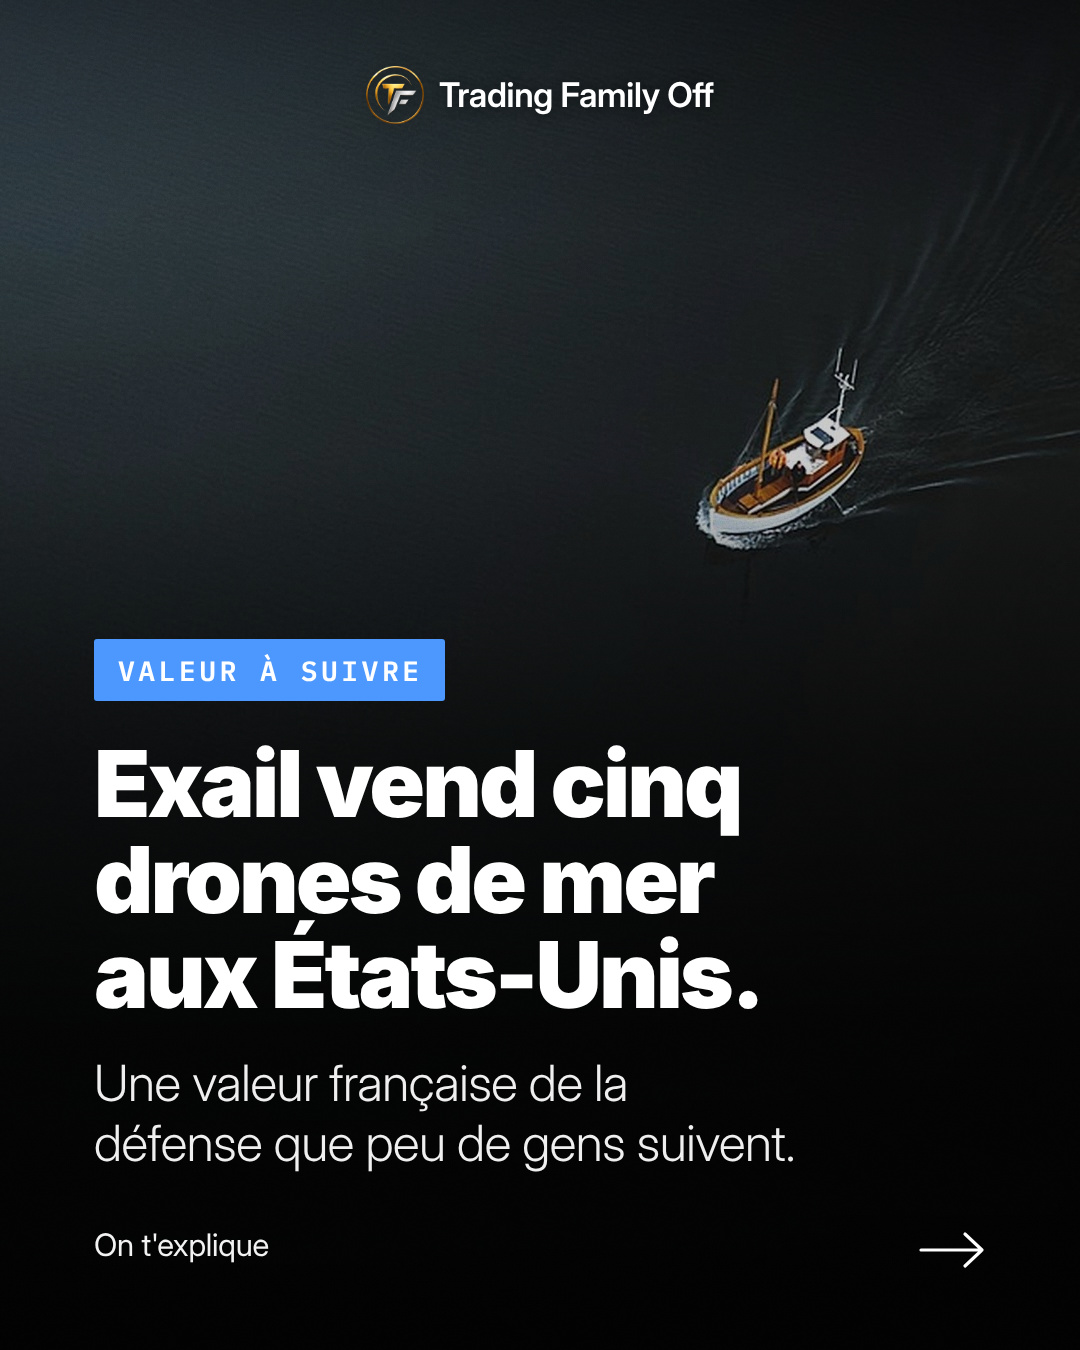 TF Trading Family Off
VALEUR À SUIVRE
Exail vend cinq
drones de mer
aux États-Unis.
Une valeur française de la
défense que peu de gens suivent.
On t'explique